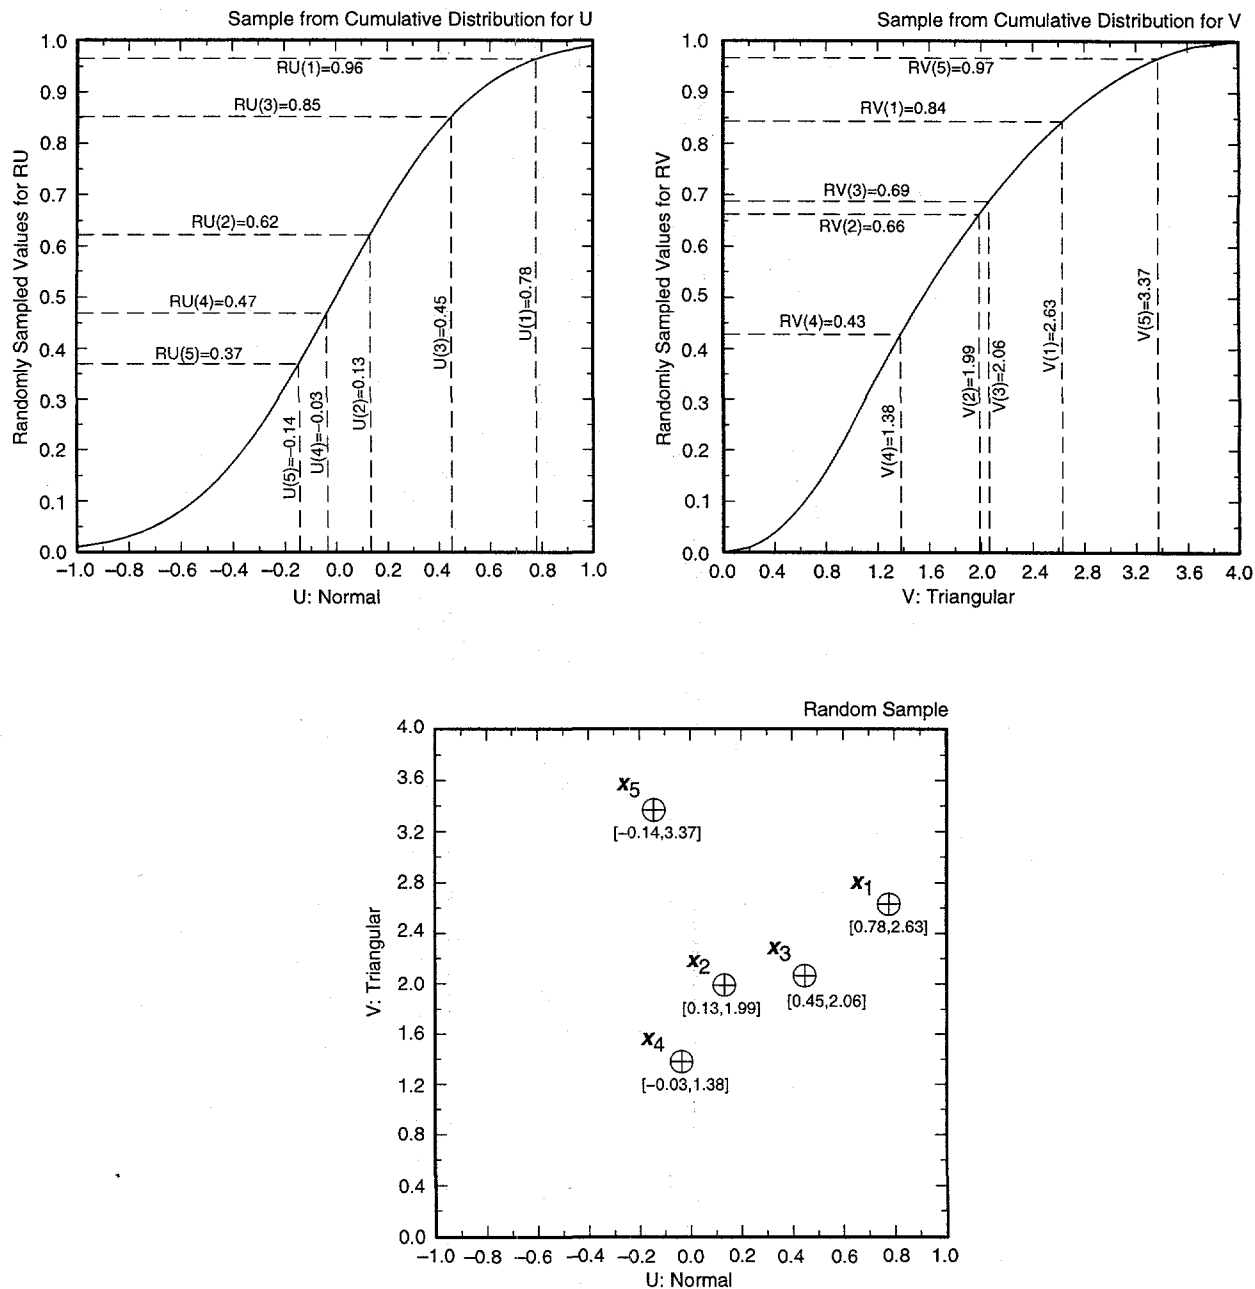 Sample from Cumulative Distribution for U
1.0
0.9
0.8
0.7
0.6
0.5
0.4
0.3
0.2
0.1
0.0
Randomly Sampled Values for RU
RU(1)=0.96
RU(3)=0.85
RU(2)=0.62
RU(4)=0.47
RU(5)=0.37
U(5)=-0.14
U(4)=-0.03
U(2)=0.13
U(3)=0.45
U(1)=0.78
-1.0 -0.8 -0.6 -0.4 -0.2 0.0 0.2 0.4 0.6 0.8 1.0
U: Normal
Sample from Cumulative Distribution for V
1.0
0.9
0.8
0.7
0.6
0.5
0.4
0.3
0.2
0.1
0.0
Randomly Sampled Values for RV
RV(5)=0.97
RV(1)=0.84
RV(3)=0.69
RV(2)=0.66
RV(4)=0.43
V(4)=1.38
V(2)=1.99
V(3)=2.06
V(1)=2.63
V(5)=3.37
0.0 0.4 0.8 1.2 1.6 2.0 2.4 2.8 3.2 3.6 4.0
V: Triangular
Random Sample
4.0
3.6
3.2
2.8
2.4
2.0
1.6
1.2
0.8
0.4
0.0
V: Triangular
x5
[-0.14,3.37]
x1
[0.78,2.63]
x3
[0.45,2.06]
x2
[0.13,1.99]
x4
[-0.03,1.38]
-1.0 -0.8 -0.6 -0.4 -0.2 0.0 0.2 0.4 0.6 0.8 1.0
U: Normal